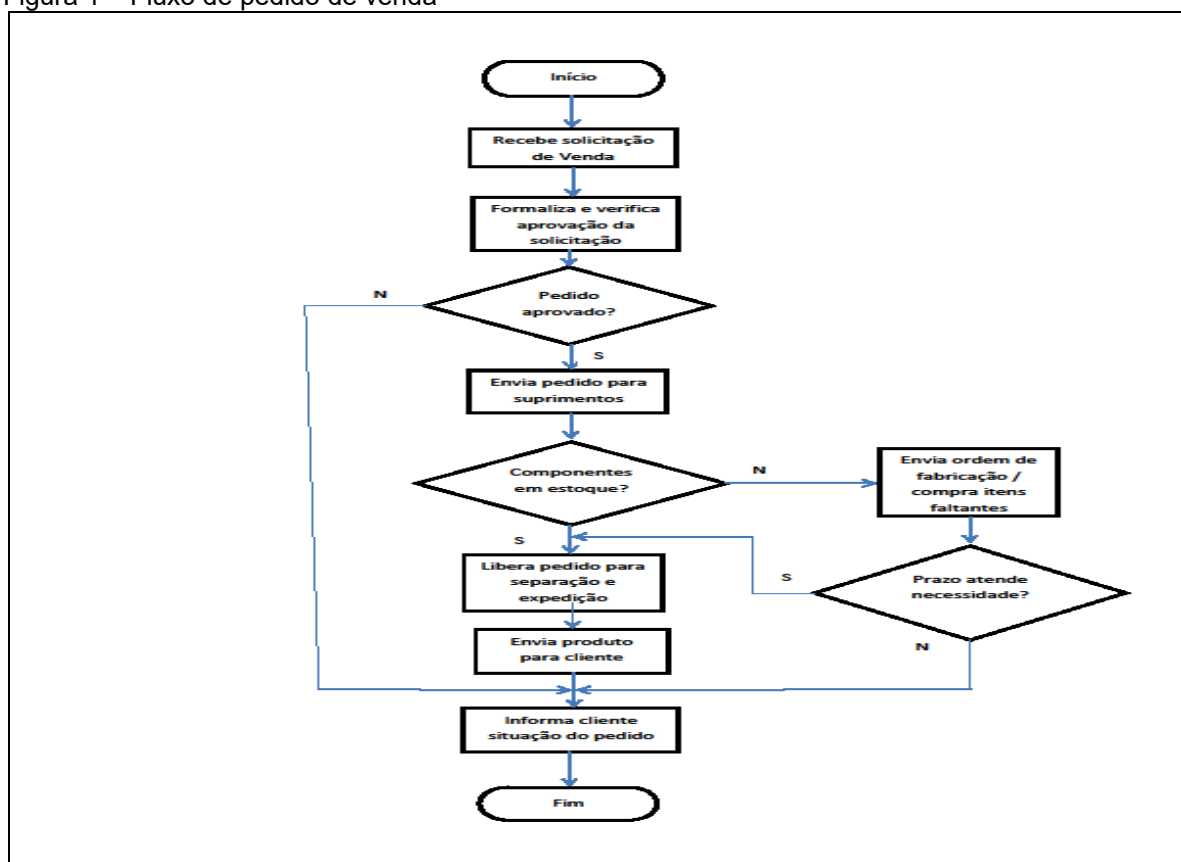 Figura 1 – Fluxo de pedido de venda
Início
Recebe solicitação
de Venda
Formaliza e verifica
aprovação da
solicitação
N
Pedido
aprovado?
S
Envia pedido para
suprimentos
Componentes
em estoque?
N
Envia ordem de
fabricação /
compra itens
faltantes
S
Libera pedido para
separação e
expedição
S
Prazo atende
necessidade?
N
Envia produto
para cliente
Informa cliente
situação do pedido
Fim